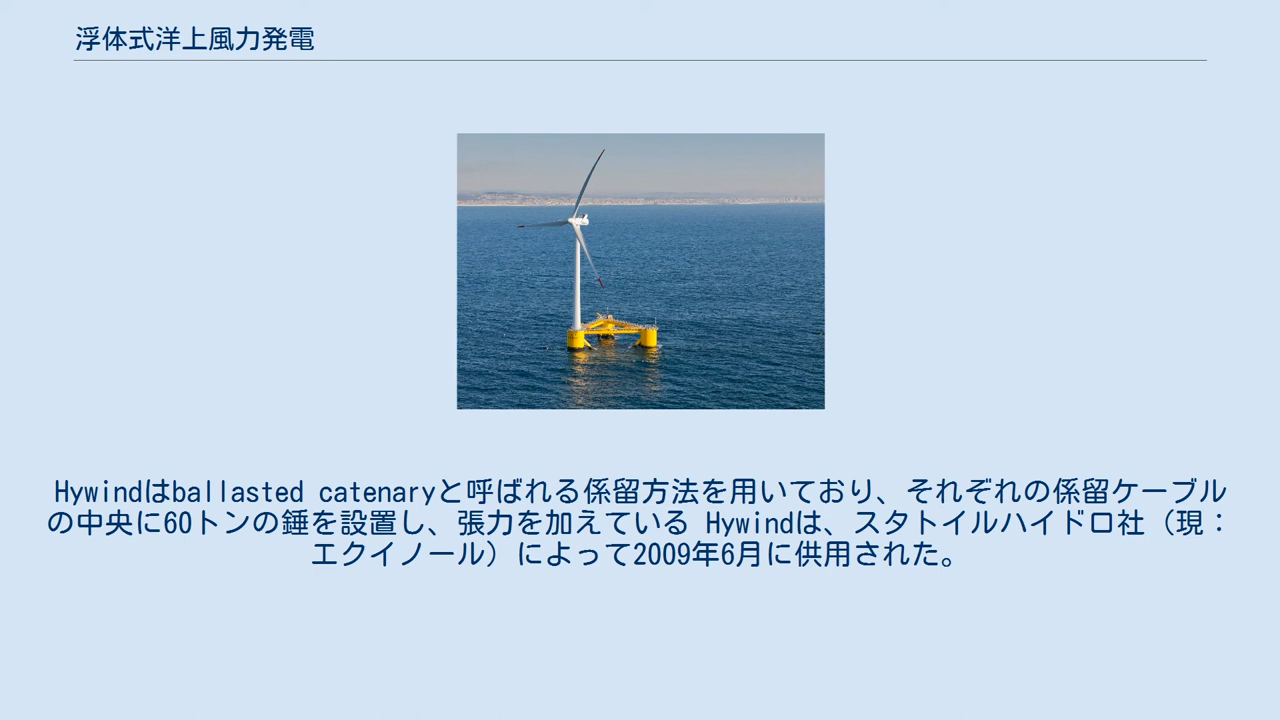 浮体式洋上風力発電
Hywindはballasted catenaryと呼ばれる係留方法を用いており、それぞれの係留ケーブル
の中央に60トンの錘を設置し、張力を加えている Hywindは、スタトイルハイドロ社（現：
エクイノール）によって2009年6月に供用された。